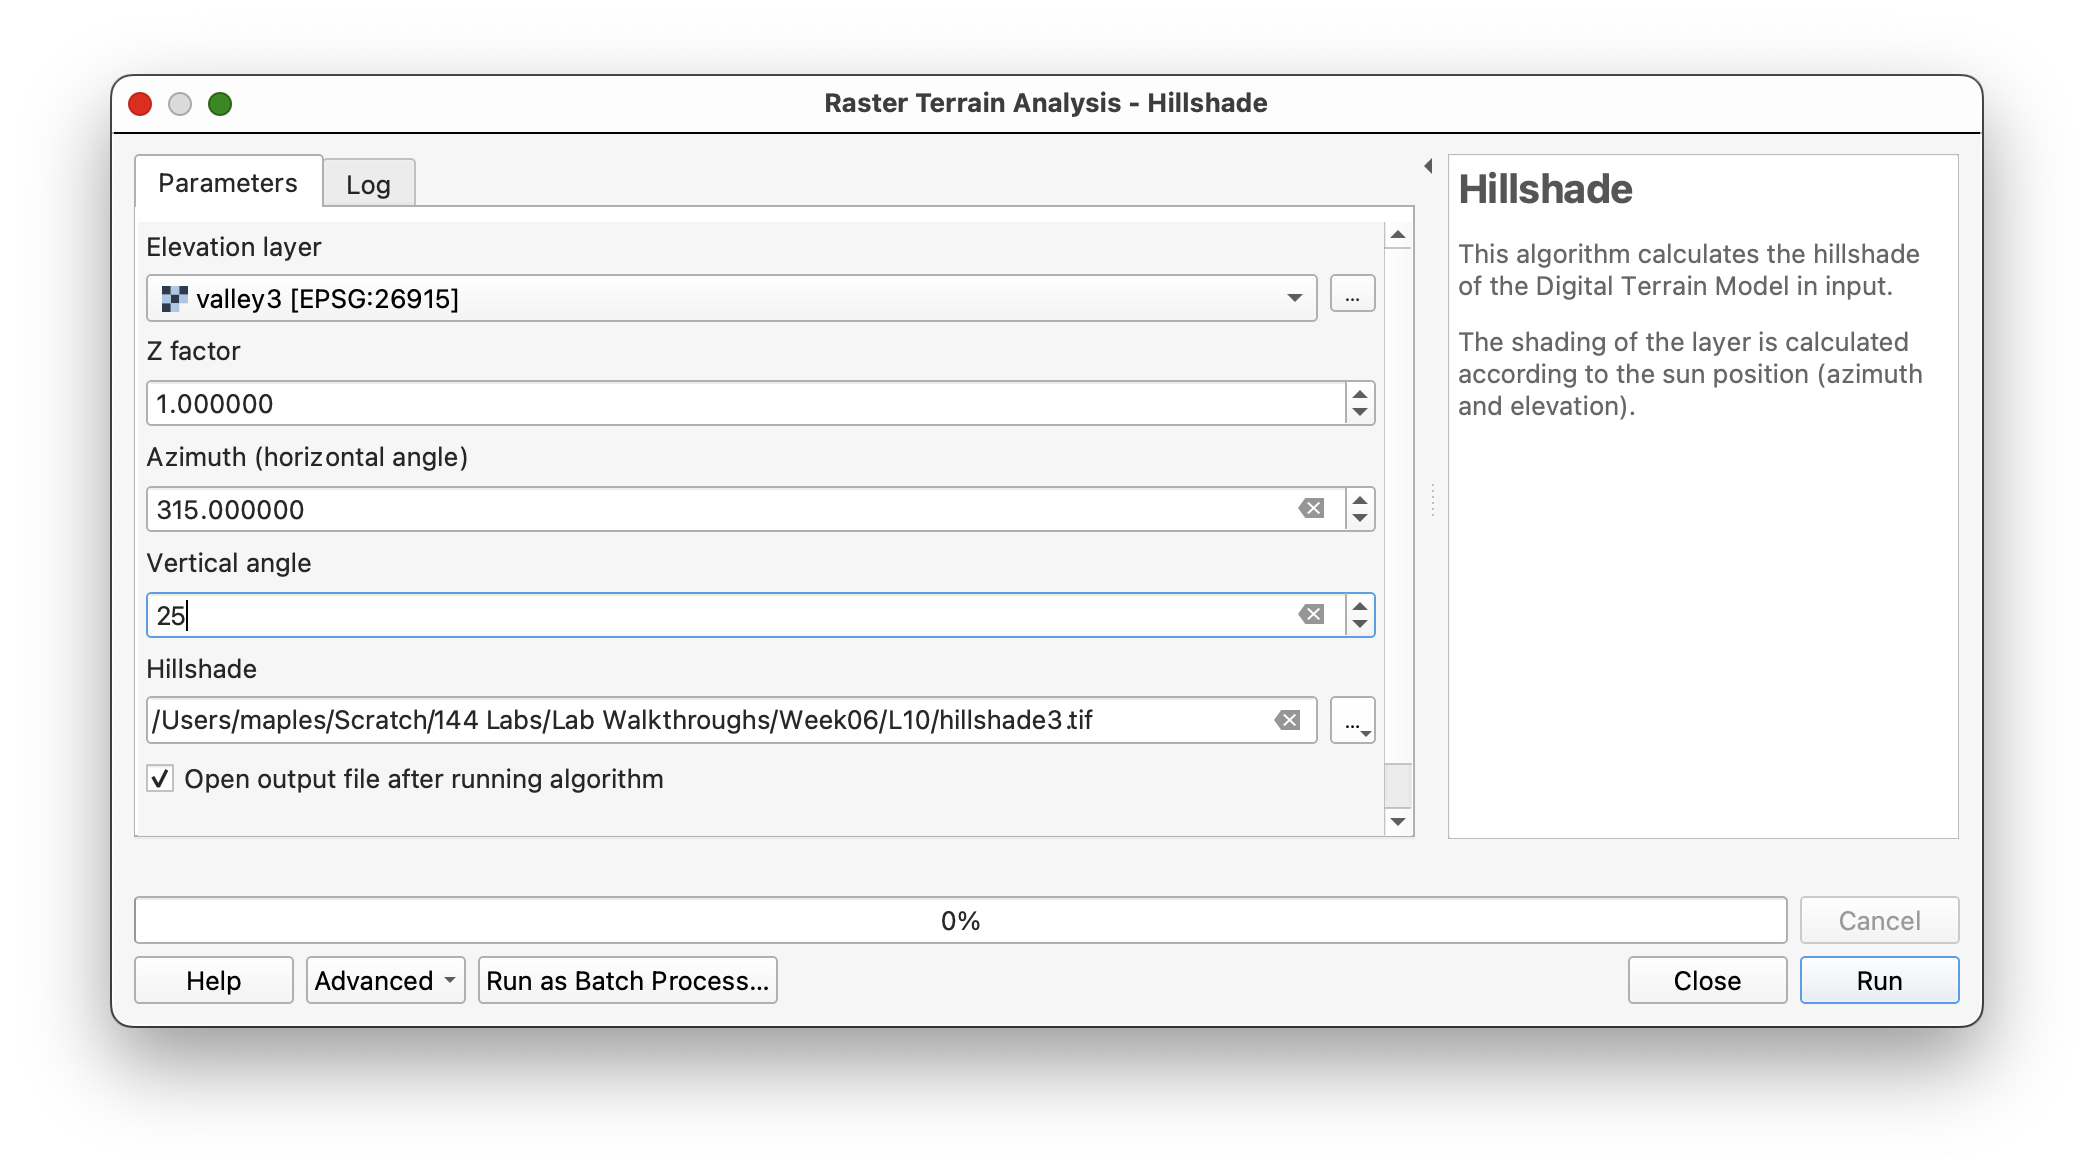 Raster Terrain Analysis - Hillshade
Parameters
Log
Elevation layer
valley3 [EPSG:26915]
...
Z factor
1.000000
Azimuth (horizontal angle)
315.000000
Vertical angle
25
Hillshade
/Users/maples/Scratch/144 Labs/Lab Walkthroughs/Week06/L10/hillshade3.tif
...
Open output file after running algorithm
Hillshade
This algorithm calculates the hillshade
of the Digital Terrain Model in input.
The shading of the layer is calculated
according to the sun position (azimuth
and elevation).
0%
Cancel
Help
Advanced
Run as Batch Process...
Close
Run